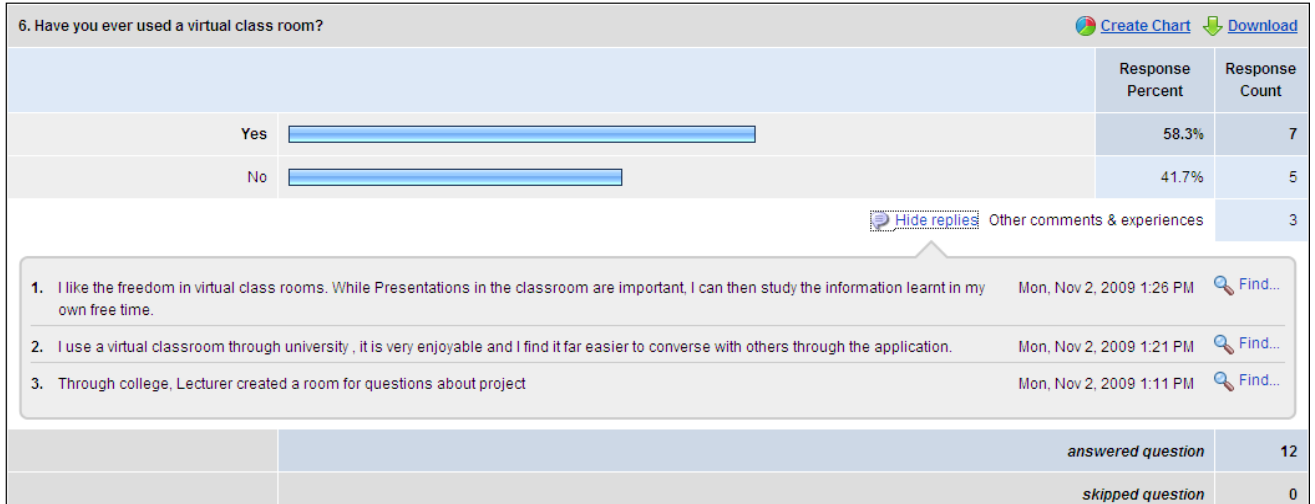 6. Have you ever used a virtual class room?
Create Chart Download
Response Percent
Response Count
Yes 58.3% 7
No 41.7% 5
Hide replies Other comments & experiences 3
1. I like the freedom in virtual class rooms. While Presentations in the classroom are important, I can then study the information learnt in my
own free time.
Mon, Nov 2, 2009 1:26 PM Find...
2. I use a virtual classroom through university , it is very enjoyable and I find it far easier to converse with others through the application. Mon, Nov 2, 2009 1:21 PM Find...
3. Through college, Lecturer created a room for questions about project Mon, Nov 2, 2009 1:11 PM Find...
answered question 12
skipped question 0